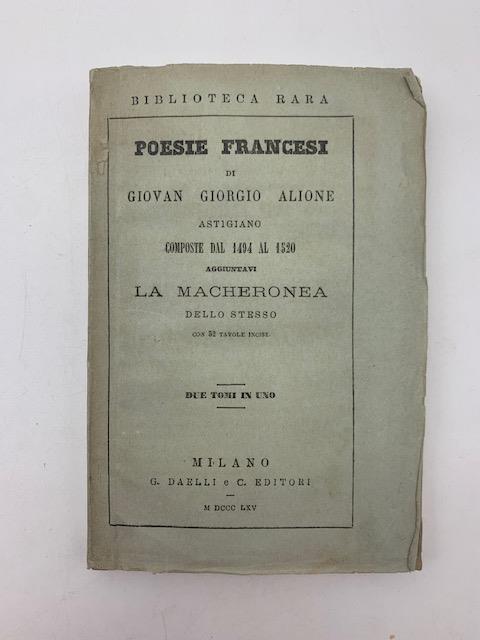 BIBLIOTECA RARA
POESIE FRANCESI
DI
GIOVAN GIORGIO ALIONE
ASTIGIANO
COMPOSTE DAL 1494 AL 1520
AGGIUNTAVI
LA MACHERONEA
DELLO STESSO
CON 52 TAVOLE INCISE
DUE TOMI IN UNO
MILANO
G. DAELLI e C. EDITORI
M DCCC LXV